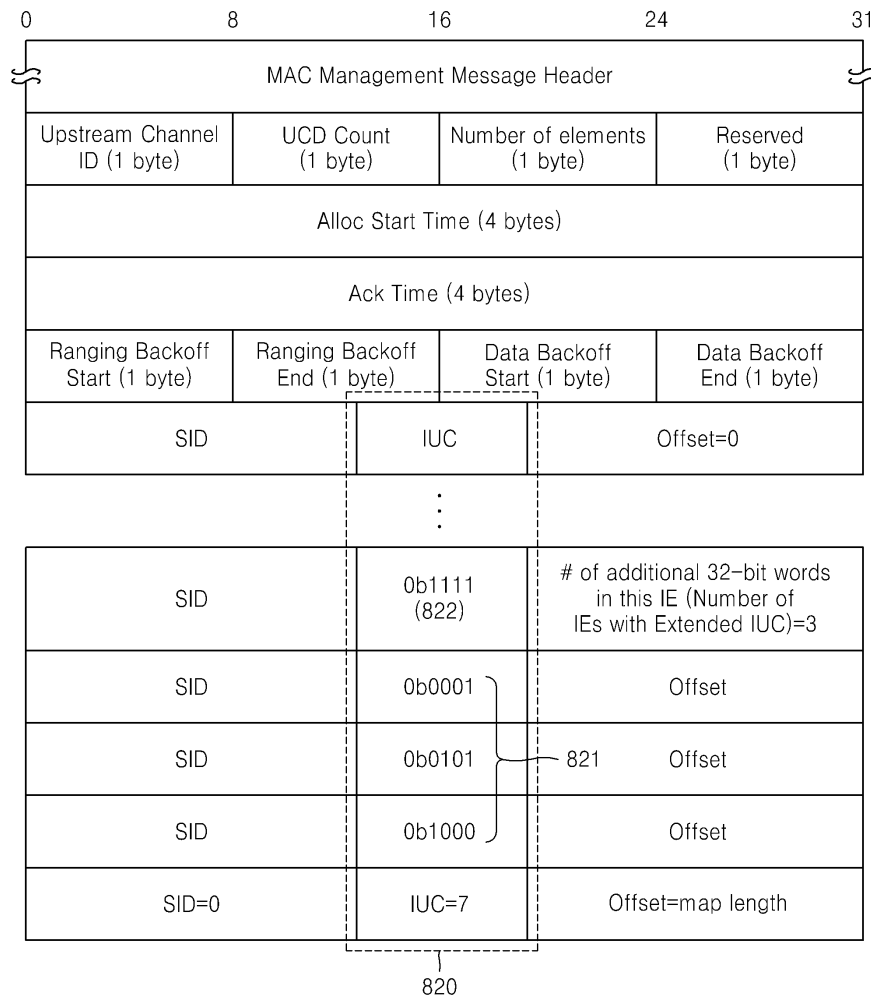 0 8 16 24 31
MAC Management Message Header
Upstream Channel
ID (1 byte)
UCD Count
(1 byte)
Number of elements
(1 byte)
Reserved
(1 byte)
Alloc Start Time (4 bytes)
Ack Time (4 bytes)
Ranging Backoff
Start (1 byte)
Ranging Backoff
End (1 byte)
Data Backoff
Start (1 byte)
Data Backoff
End (1 byte)
SID
IUC
Offset=0
SID
0b1111
(822)
# of additional 32-bit words
in this IE (Number of
IEs with Extended IUC)=3
SID
0b0001
Offset
SID
0b0101
821
Offset
SID
0b1000
Offset
SID=0
IUC=7
Offset=map length
820